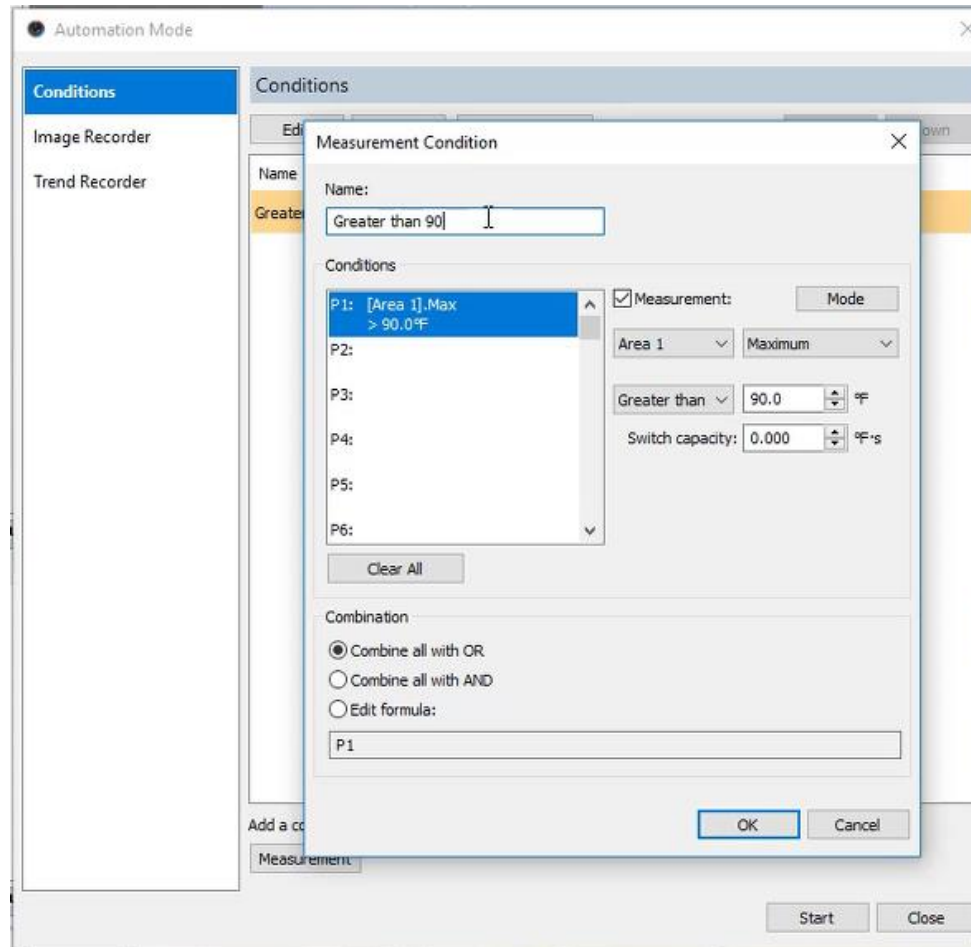 Automation Mode
Conditions
Image Recorder
Trend Recorder
Conditions
Name
Measurement Condition
Name:
Greater than 90
Conditions
P1: [Area 1].Max
> 90.0°F
P2:
P3:
P4:
P5:
P6:
Measurement: Mode
Area 1 Maximum
Greater than 90.0 °F
Switch capacity: 0.000 °F·s
Clear All
Combination
Combine all with OR
Combine all with AND
Edit formula:
P1
OK Cancel
Add a
Measurement
Start Close